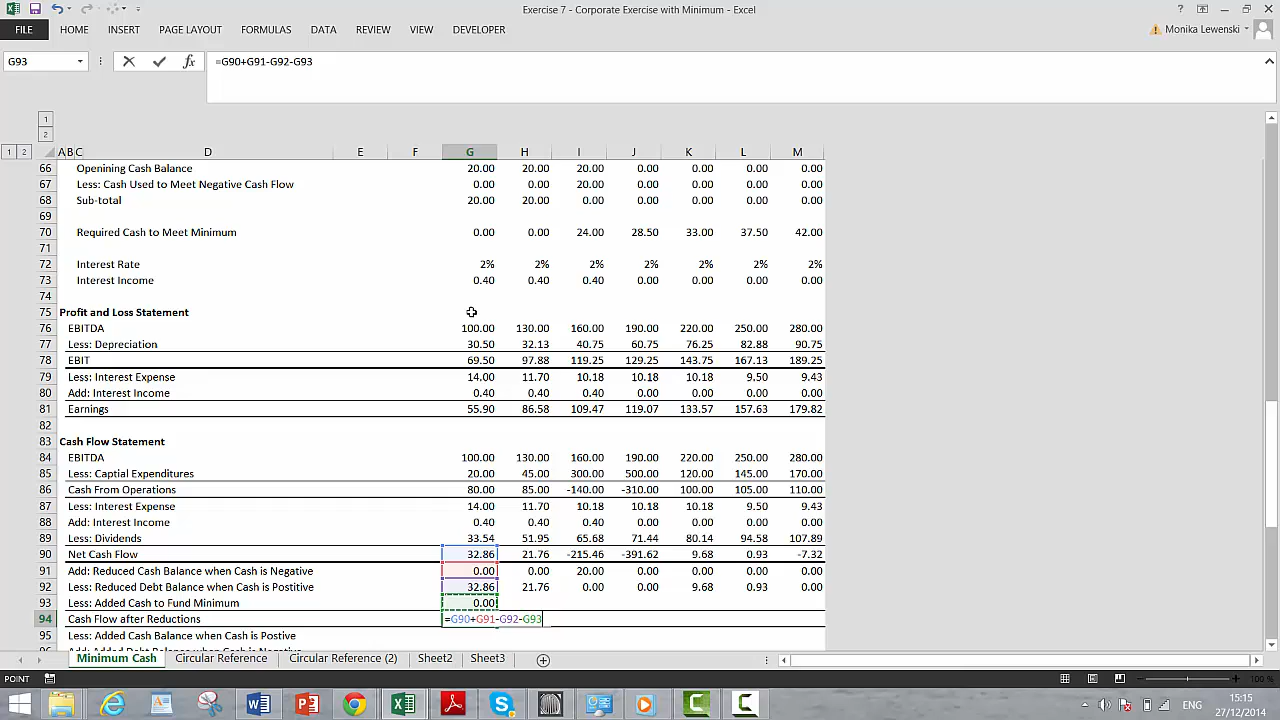 Exercise 7 - Corporate Exercise with Minimum - Excel
FILE HOME INSERT PAGE LAYOUT FORMULAS DATA REVIEW VIEW DEVELOPER Monika Lewenski
G93 =G90+G91-G92-G93
1
2
1 2 A B C D E F G H I J K L M
66 Openining Cash Balance 20.00 20.00 20.00 0.00 0.00 0.00 0.00
67 Less: Cash Used to Meet Negative Cash Flow 0.00 0.00 20.00 0.00 0.00 0.00 0.00
68 Sub-total 20.00 20.00 0.00 0.00 0.00 0.00 0.00
69
70 Required Cash to Meet Minimum 0.00 0.00 24.00 28.50 33.00 37.50 42.00
71
72 Interest Rate 2% 2% 2% 2% 2% 2% 2%
73 Interest Income 0.40 0.40 0.40 0.00 0.00 0.00 0.00
74
75 Profit and Loss Statement
76 EBITDA 100.00 130.00 160.00 190.00 220.00 250.00 280.00
77 Less: Depreciation 30.50 32.13 40.75 60.75 76.25 82.88 90.75
78 EBIT 69.50 97.88 119.25 129.25 143.75 167.13 189.25
79 Less: Interest Expense 14.00 11.70 10.18 10.18 10.18 9.50 9.43
80 Add: Interest Income 0.40 0.40 0.40 0.00 0.00 0.00 0.00
81 Earnings 55.90 86.58 109.47 119.07 133.57 157.63 179.82
82
83 Cash Flow Statement
84 EBITDA 100.00 130.00 160.00 190.00 220.00 250.00 280.00
85 Less: Captial Expenditures 20.00 45.00 300.00 500.00 120.00 145.00 170.00
86 Cash From Operations 80.00 85.00 -140.00 -310.00 100.00 105.00 110.00
87 Less: Interest Expense 14.00 11.70 10.18 10.18 10.18 9.50 9.43
88 Add: Interest Income 0.40 0.40 0.40 0.00 0.00 0.00 0.00
89 Less: Dividends 33.54 51.95 65.68 71.44 80.14 94.58 107.89
90 Net Cash Flow 32.86 21.76 -215.46 -391.62 9.68 0.93 -7.32
91 Add: Reduced Cash Balance when Cash is Negative 0.00 0.00 20.00 0.00 0.00 0.00 0.00
92 Less: Reduced Debt Balance when Cash is Postitive 32.86 21.76 0.00 0.00 9.68 0.93 0.00
93 Less: Added Cash to Fund Minimum 0.00
94 Cash Flow after Reductions =G90+G91-G92-G93
95 Less: Added Cash Balance when Cash is Postive
Minimum Cash Circular Reference Circular Reference (2) Sheet2 Sheet3
POINT 100 %
ENG 15:15
27/12/2014